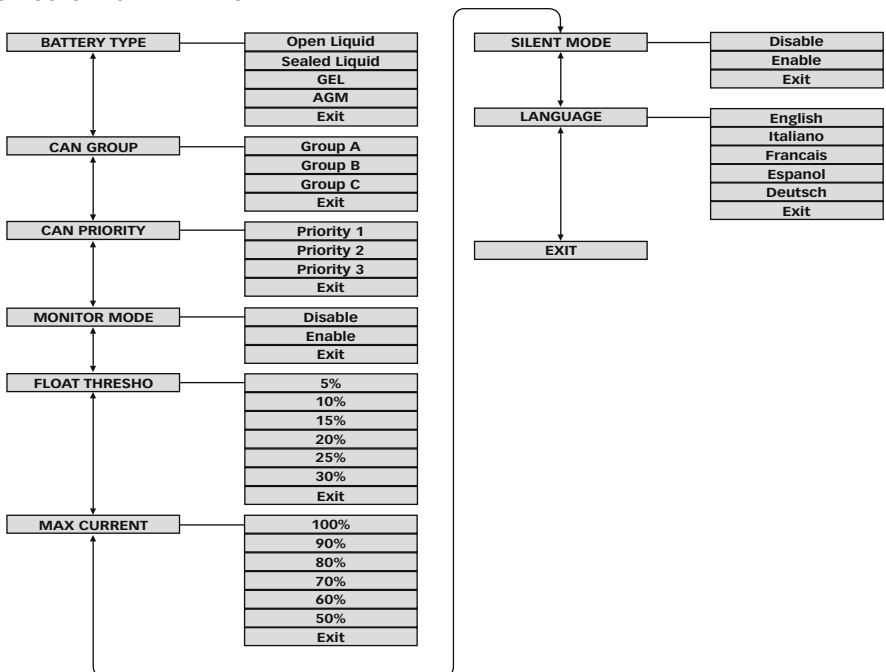 BATTERY TYPE
Open Liquid
Sealed Liquid
GEL
AGM
Exit
CAN GROUP
Group A
Group B
Group C
Exit
CAN PRIORITY
Priority 1
Priority 2
Priority 3
Exit
MONITOR MODE
Disable
Enable
Exit
FLOAT THRESHO
5%
10%
15%
20%
25%
30%
Exit
MAX CURRENT
100%
90%
80%
70%
60%
50%
Exit
SILENT MODE
Disable
Enable
Exit
LANGUAGE
English
Italiano
Francais
Espanol
Deutsch
Exit
EXIT